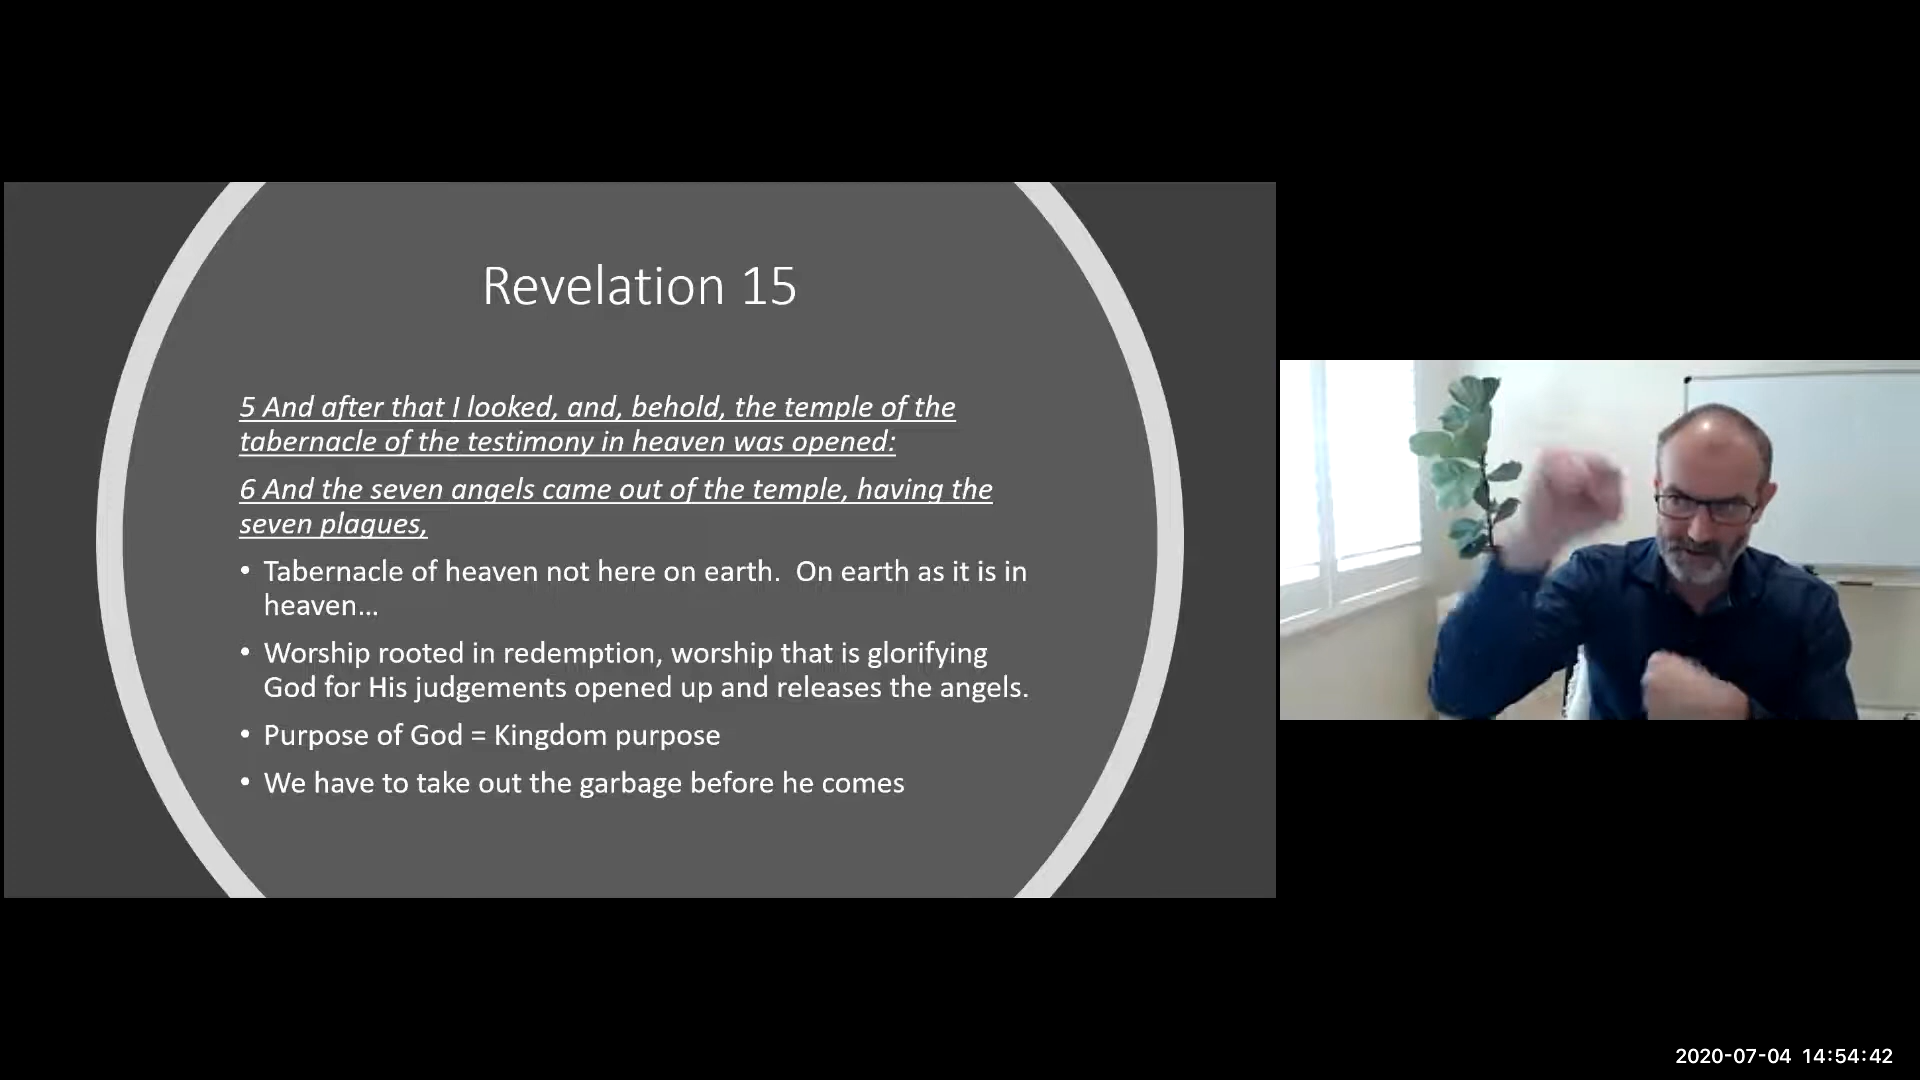 Revelation 15
5 And after that I looked, and, behold, the temple of the
tabernacle of the testimony in heaven was opened:
6 And the seven angels came out of the temple, having the
seven plagues,
• Tabernacle of heaven not here on earth.  On earth as it is in
heaven...
• Worship rooted in redemption, worship that is glorifying
God for His judgements opened up and releases the angels.
• Purpose of God = Kingdom purpose
• We have to take out the garbage before he comes
2020-07-04 14:54:42